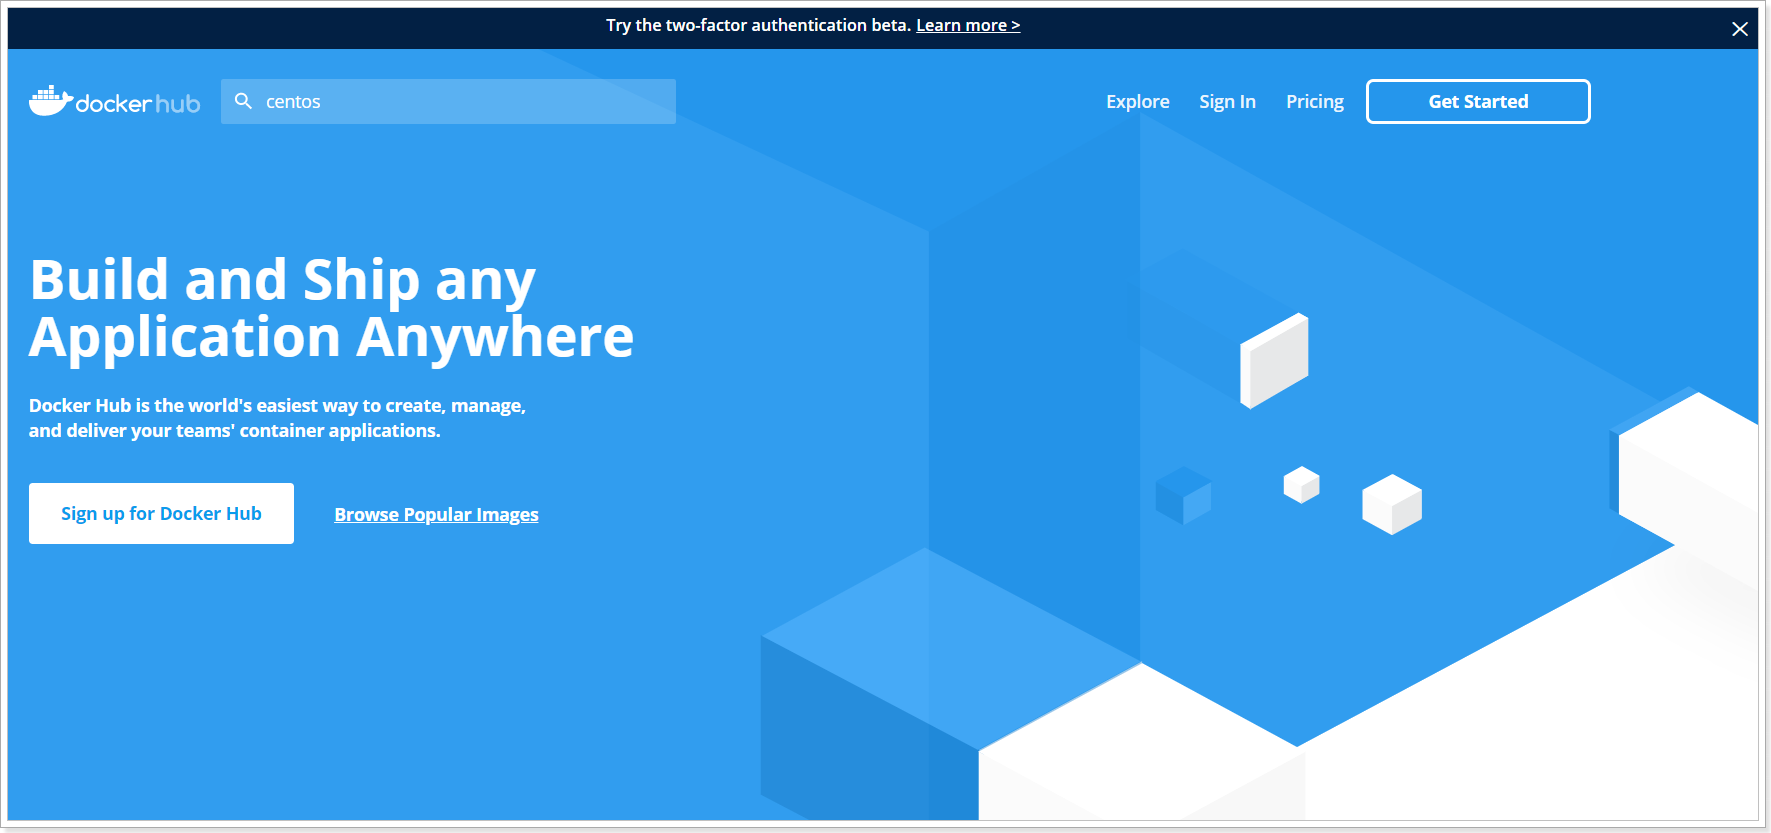 Try the two-factor authentication beta. Learn more >
dockerhub
centos
Explore
Sign In
Pricing
Get Started
Build and Ship any
Application Anywhere
Docker Hub is the world's easiest way to create, manage,
and deliver your teams' container applications.
Sign up for Docker Hub
Browse Popular Images